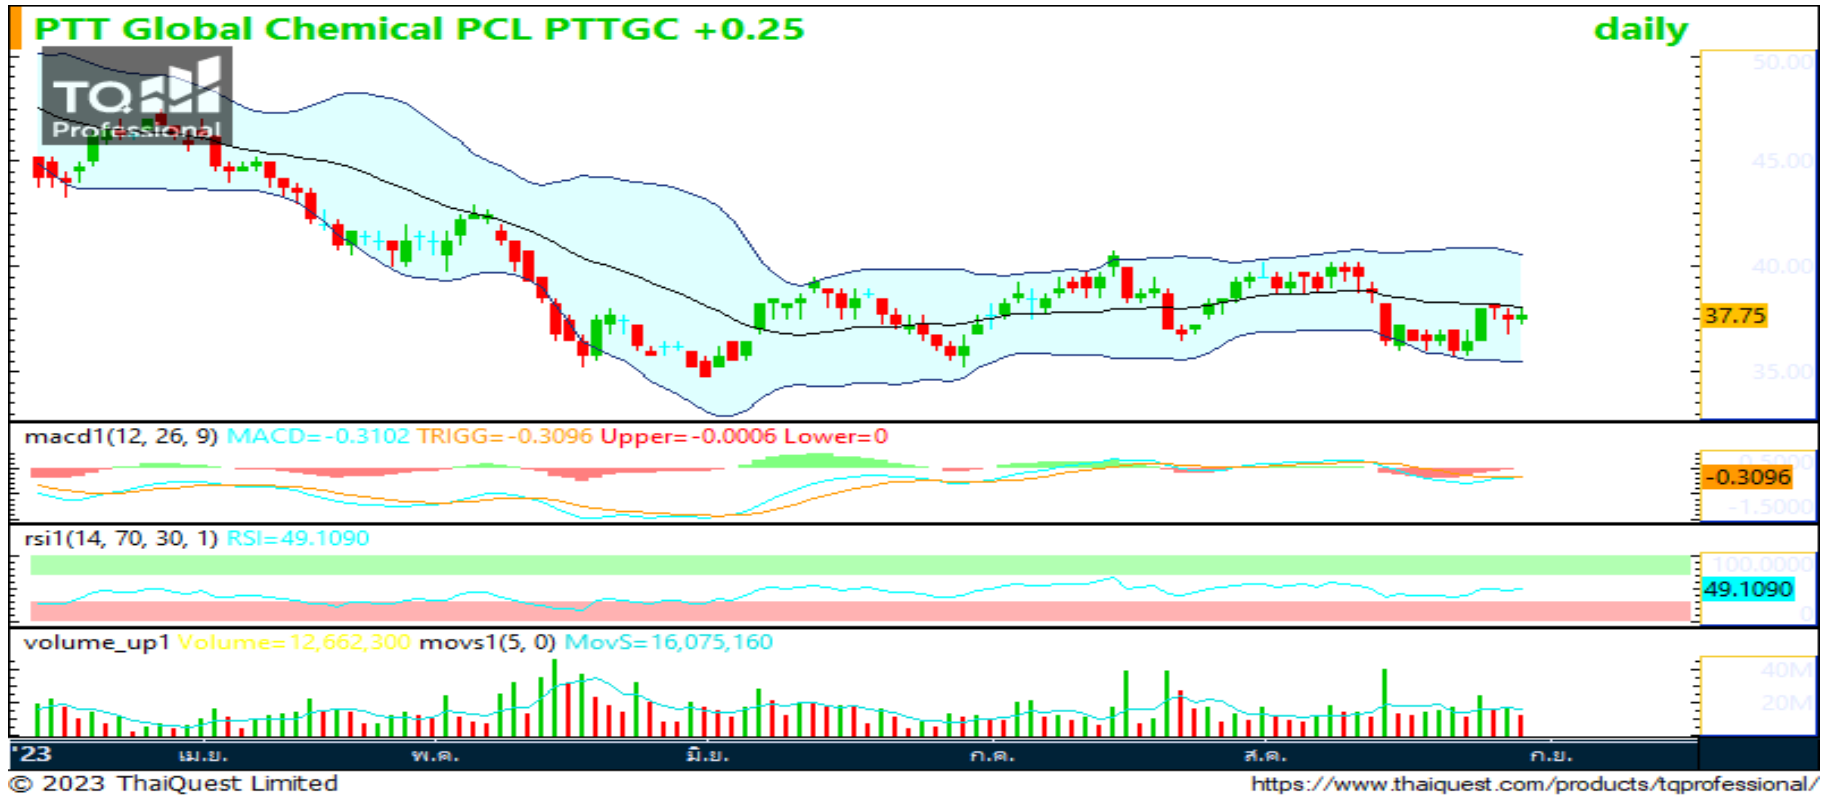 PTT Global Chemical PCL PTTGC +0.25 daily
TQ
Professional
50.00
45.00
40.00
37.75
35.00
macd1(12, 26, 9) MACD=-0.3102 TRIGG=-0.3096 Upper=-0.0006 Lower=0
0.5000
-0.3096
-1.5000
rsi1(14, 70, 30, 1) RSI=49.1090
100.0000
49.1090
0
volume_up1 Volume=12,662,300 movs1(5, 0) MovS=16,075,160
40M
20M
'23 เม.ย. พ.ค. มิ.ย. ก.ค. ส.ค. ก.ย.
© 2023 ThaiQuest Limited https://www.thaiquest.com/products/tqprofessional/